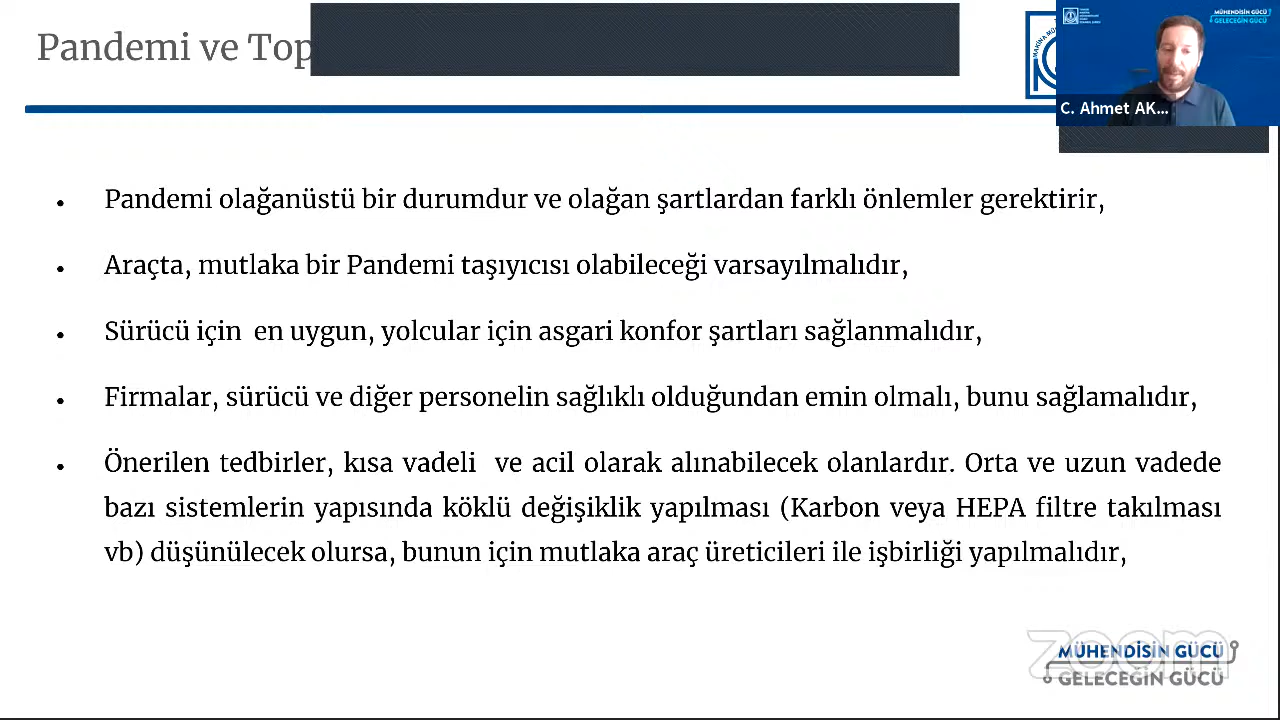 Pandemi ve Top
MÜHENDİSİN GÜCÜ
GELECEĞİN GÜCÜ
C. Ahmet AK...
• Pandemi olağanüstü bir durumdur ve olağan şartlardan farklı önlemler gerektirir,
• Araçta, mutlaka bir Pandemi taşıyıcısı olabileceği varsayılmalıdır,
• Sürücü için en uygun, yolcular için asgari konfor şartları sağlanmalıdır,
• Firmalar, sürücü ve diğer personelin sağlıklı olduğundan emin olmalı, bunu sağlamalıdır,
• Önerilen tedbirler, kısa vadeli ve acil olarak alınabilecek olanlardır. Orta ve uzun vadede
bazı sistemlerin yapısında köklü değişiklik yapılması (Karbon veya HEPA filtre takılması
vb) düşünülecek olursa, bunun için mutlaka araç üreticileri ile işbirliği yapılmalıdır,
zoom
MÜHENDİSİN GÜCÜ
GELECEĞİN GÜCÜ